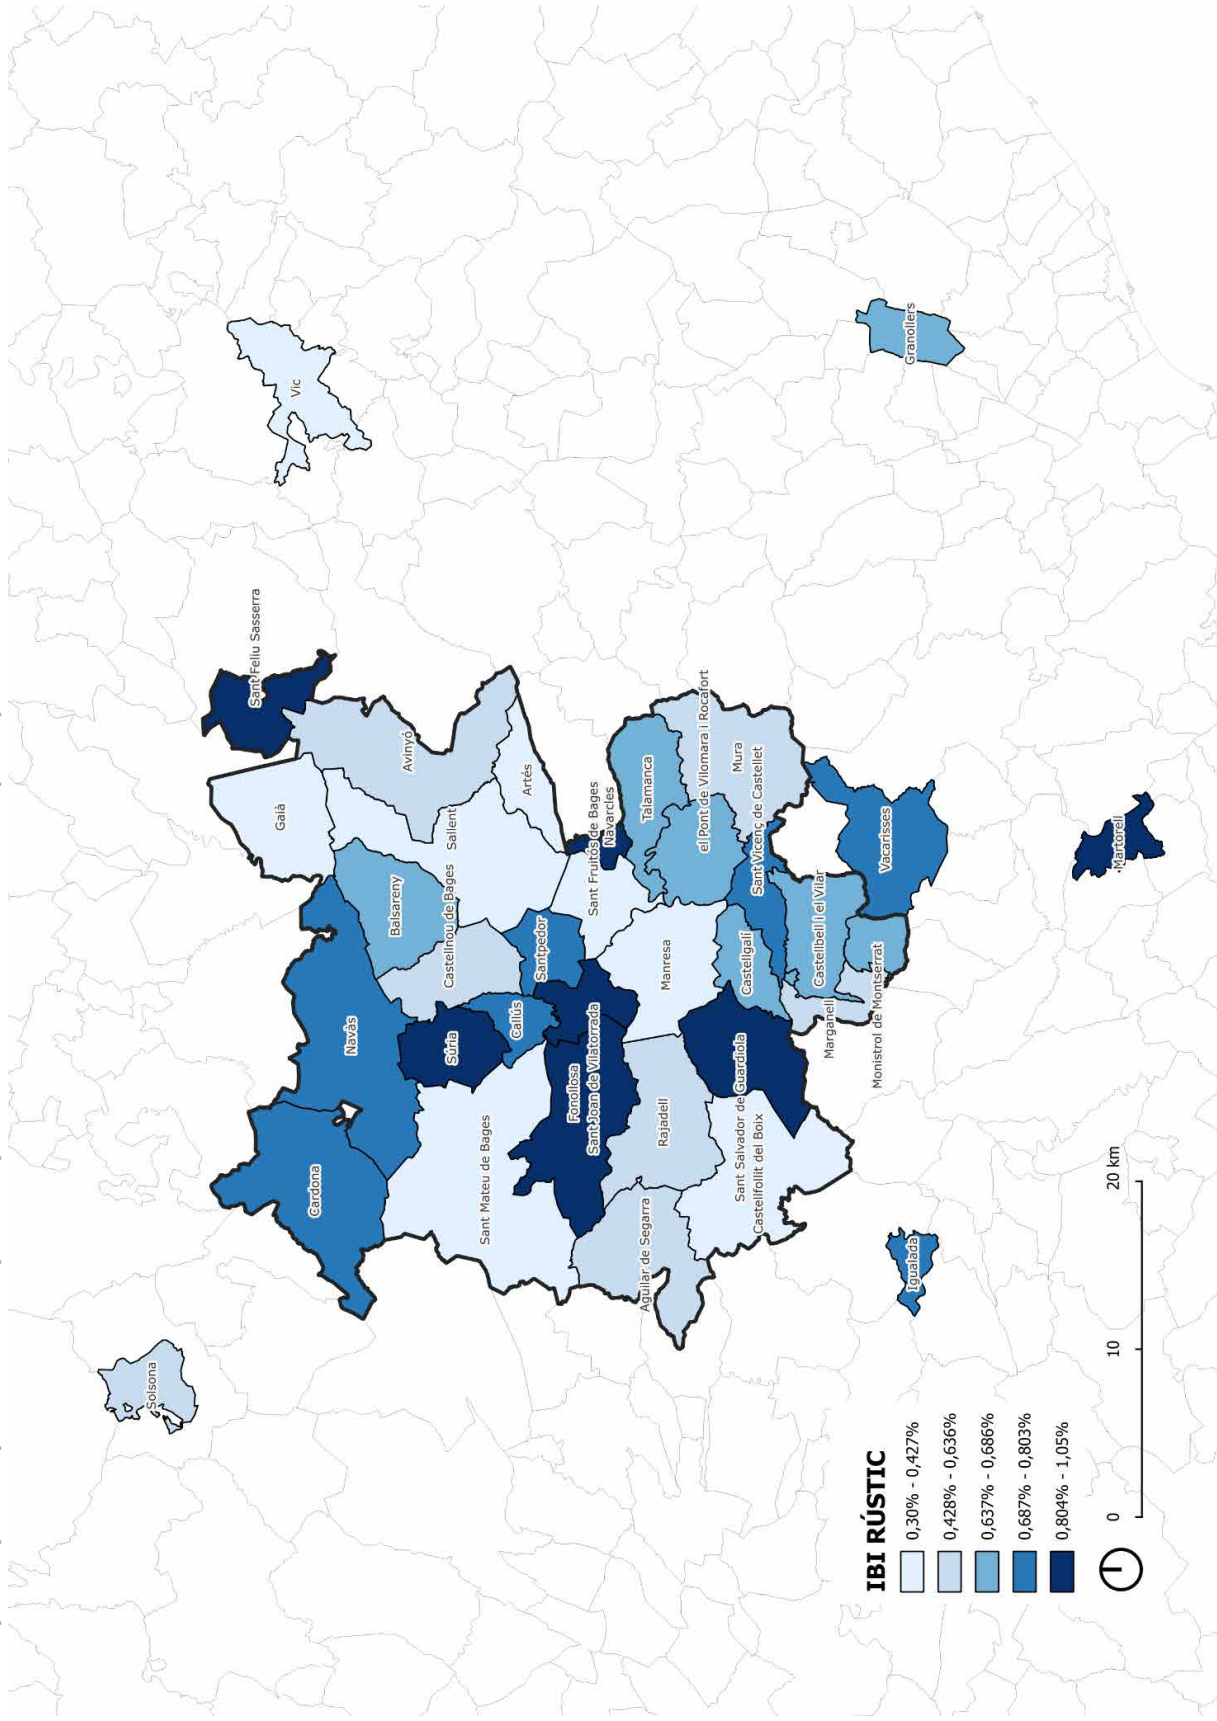 Solsona
Cardona
Navàs
Gaià
Sant Feliu Sasserra
Vic
Balsareny
Avinyó
Súria
Castellnou de Bages
Sallent
Sant Mateu de Bages
Callús
Santpedor
Artés
Fonollosa
Sant Joan de Vilatorrada
Sant Fruitós de Bages
Navarcles
Aguilar de Segarra
Rajadell
Manresa
Talamanca
el Pont de Vilomara i Rocafort
Sant Salvador de Guardiola
Castellfollit del Boix
Castellgalí
Sant Vicenç de Castellet
Mura
Marganell
Castellbell i el Vilar
Monistrol de Montserrat
Vacarisses
Granollers
Igualada
Martorell
IBI RÚSTIC
0,30% - 0,427%
0,428% - 0,636%
0,637% - 0,686%
0,687% - 0,803%
0,804% - 1,05%
0
10
20 km